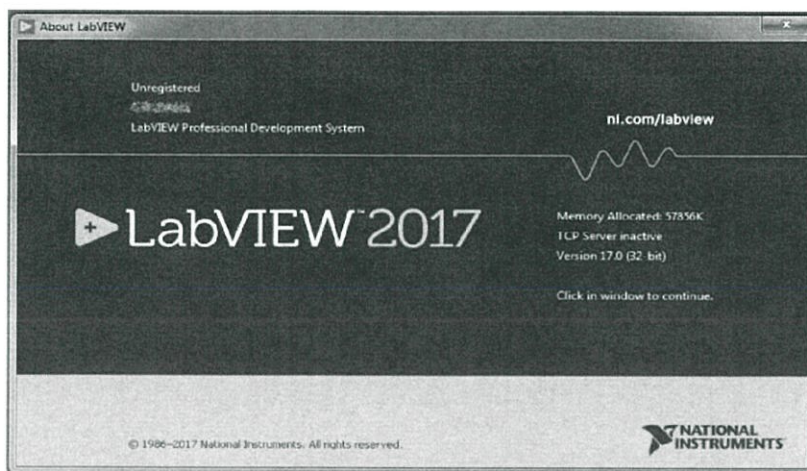 About LabVIEW
Unregistered
LabVIEW Professional Development System
ni.com/labview
LabVIEW™ 2017
Memory Allocated: 57856K
TCP Server inactive
Version 17.0 (32-bit)
Click in window to continue.
© 1986–2017 National Instruments. All rights reserved.
NATIONAL
INSTRUMENTS